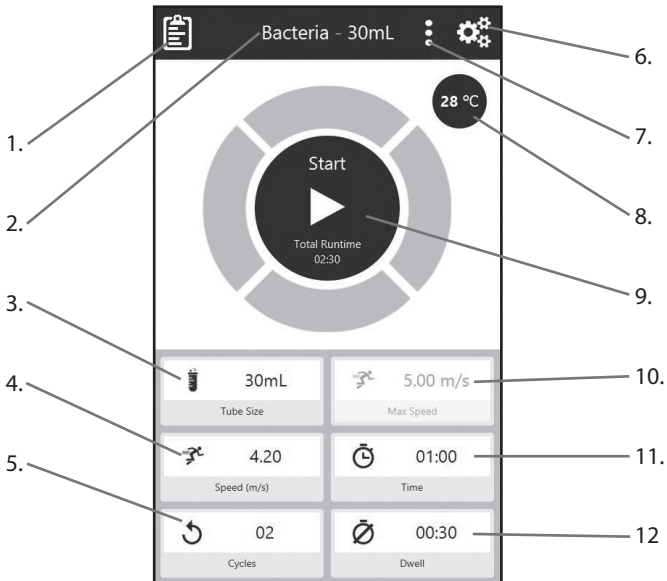 Bacteria - 30mL
6.
28 °C
1.
7.
Start
2.
8.
Total Runtime
02:30
9.
3.
30mL
5.00 m/s
10.
Tube Size
Max Speed
4.
4.20
01:00
11.
Speed (m/s)
Time
5.
02
00:30
12
Cycles
Dwell